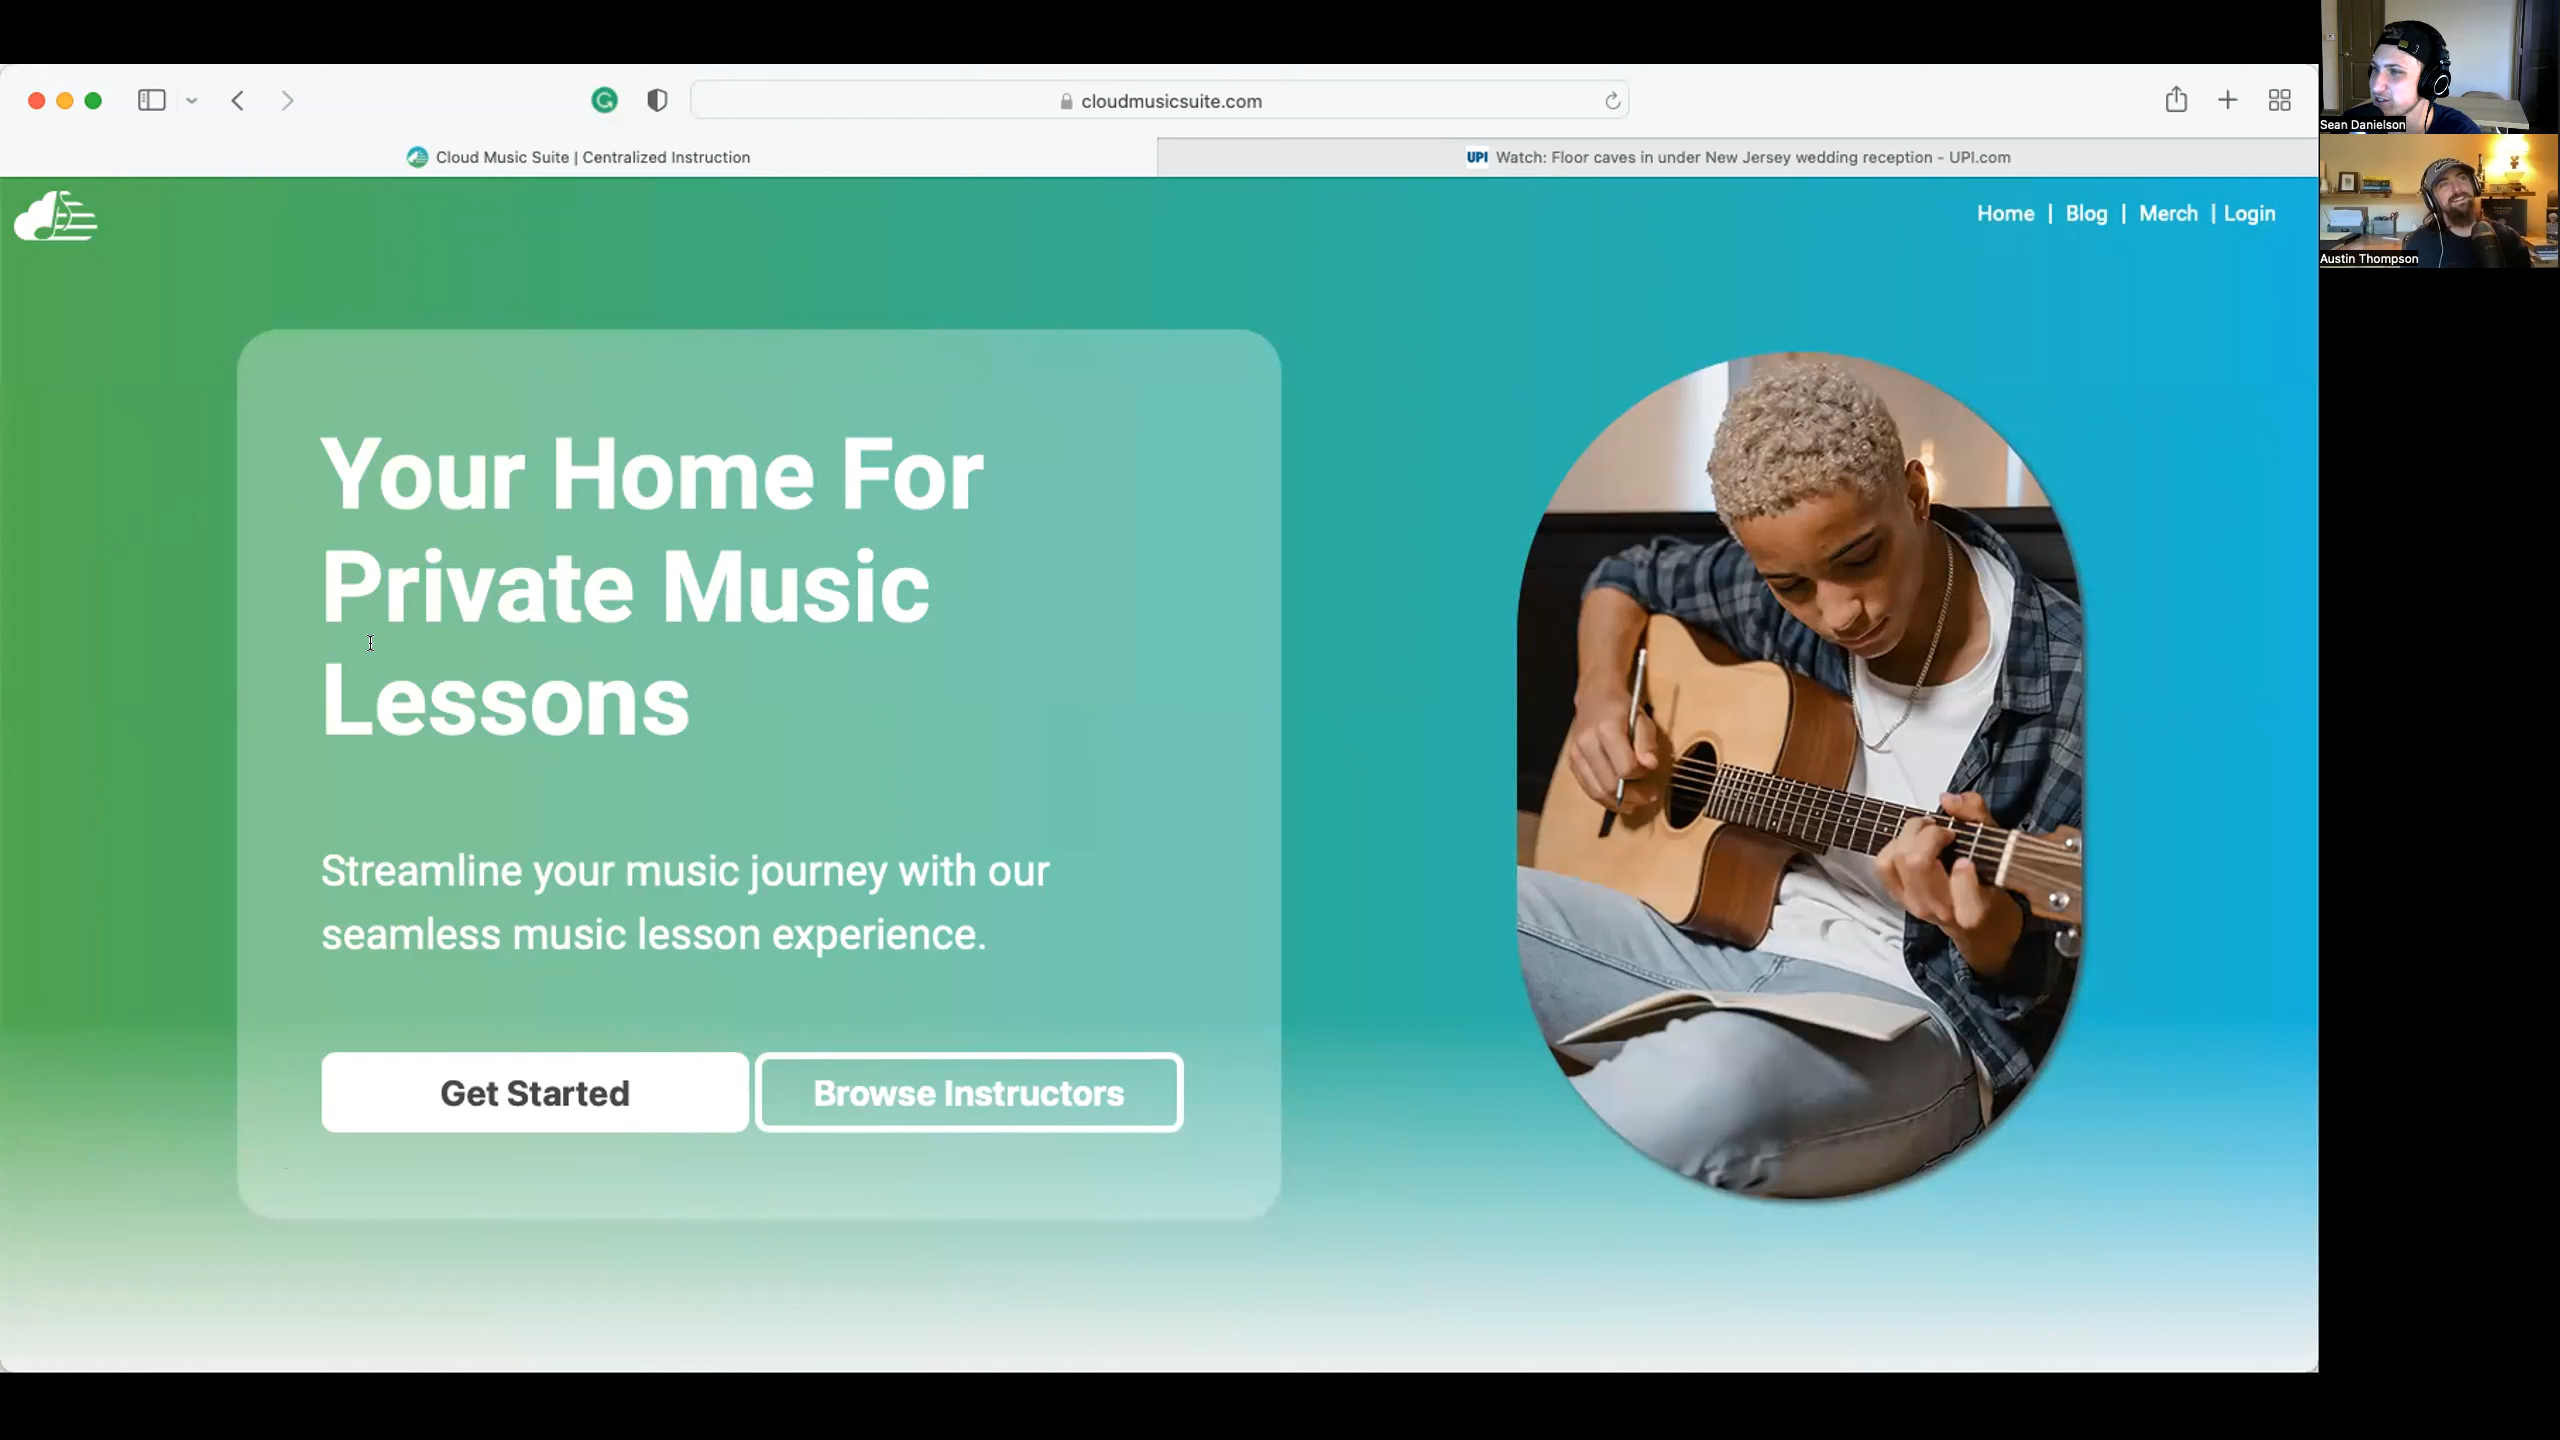 cloudmusicsuite.com
Cloud Music Suite | Centralized Instruction
UPI Watch: Floor caves in under New Jersey wedding reception - UPI.com
Home | Blog | Merch | Login
Your Home For
Private Music
Lessons
Streamline your music journey with our
seamless music lesson experience.
Get Started
Browse Instructors
Sean Danielson
Austin Thompson